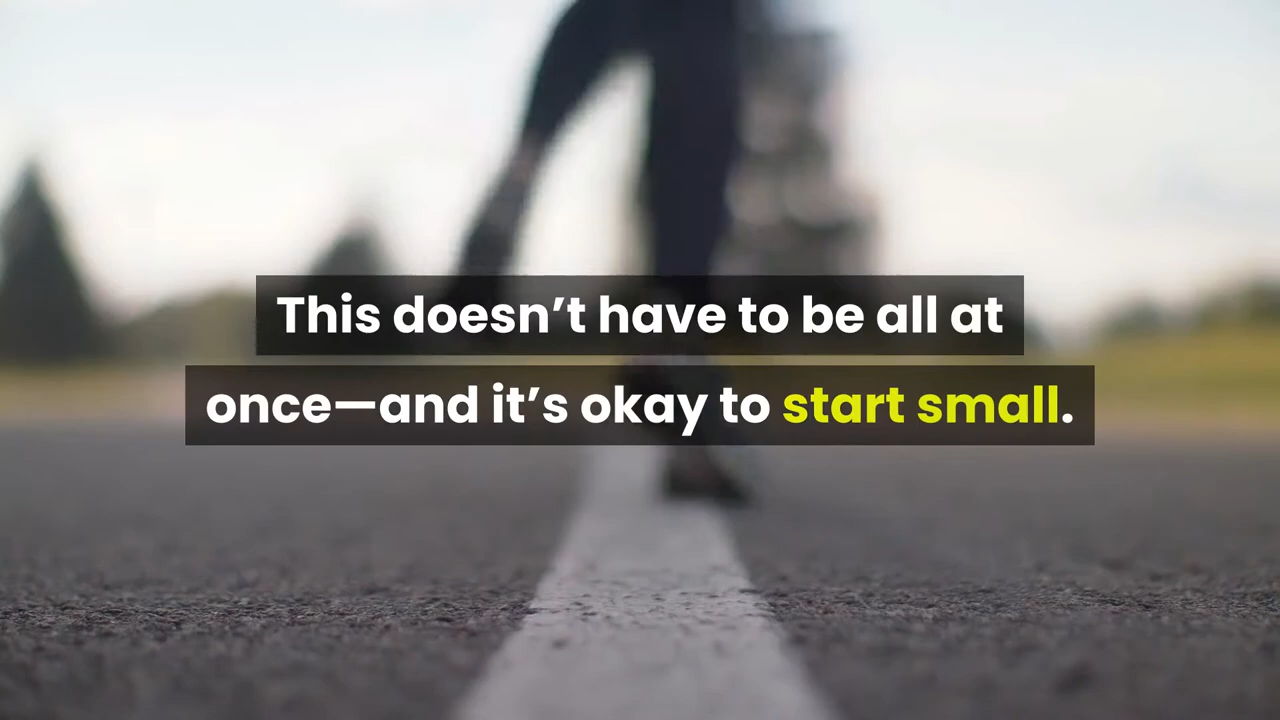 This doesn’t have to be all at
once—and it’s okay to start small.